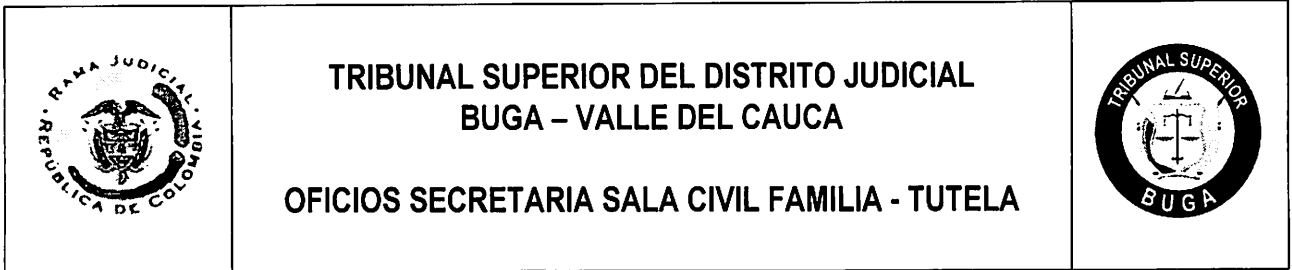 RAMA JUDICIAL
REPÚBLICA DE COLOMBIA
TRIBUNAL SUPERIOR DEL DISTRITO JUDICIAL
BUGA – VALLE DEL CAUCA
OFICIOS SECRETARIA SALA CIVIL FAMILIA - TUTELA
TRIBUNAL SUPERIOR
BUGA